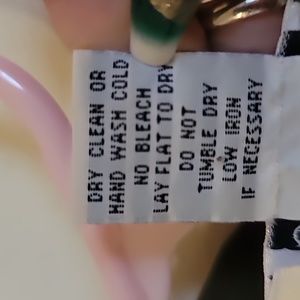 DRY CLEAN OR
HAND WASH COLD
NO BLEACH
LAY FLAT TO DRY
DO NOT
TUMBLE DRY
LOW IRON
IF NECESSARY